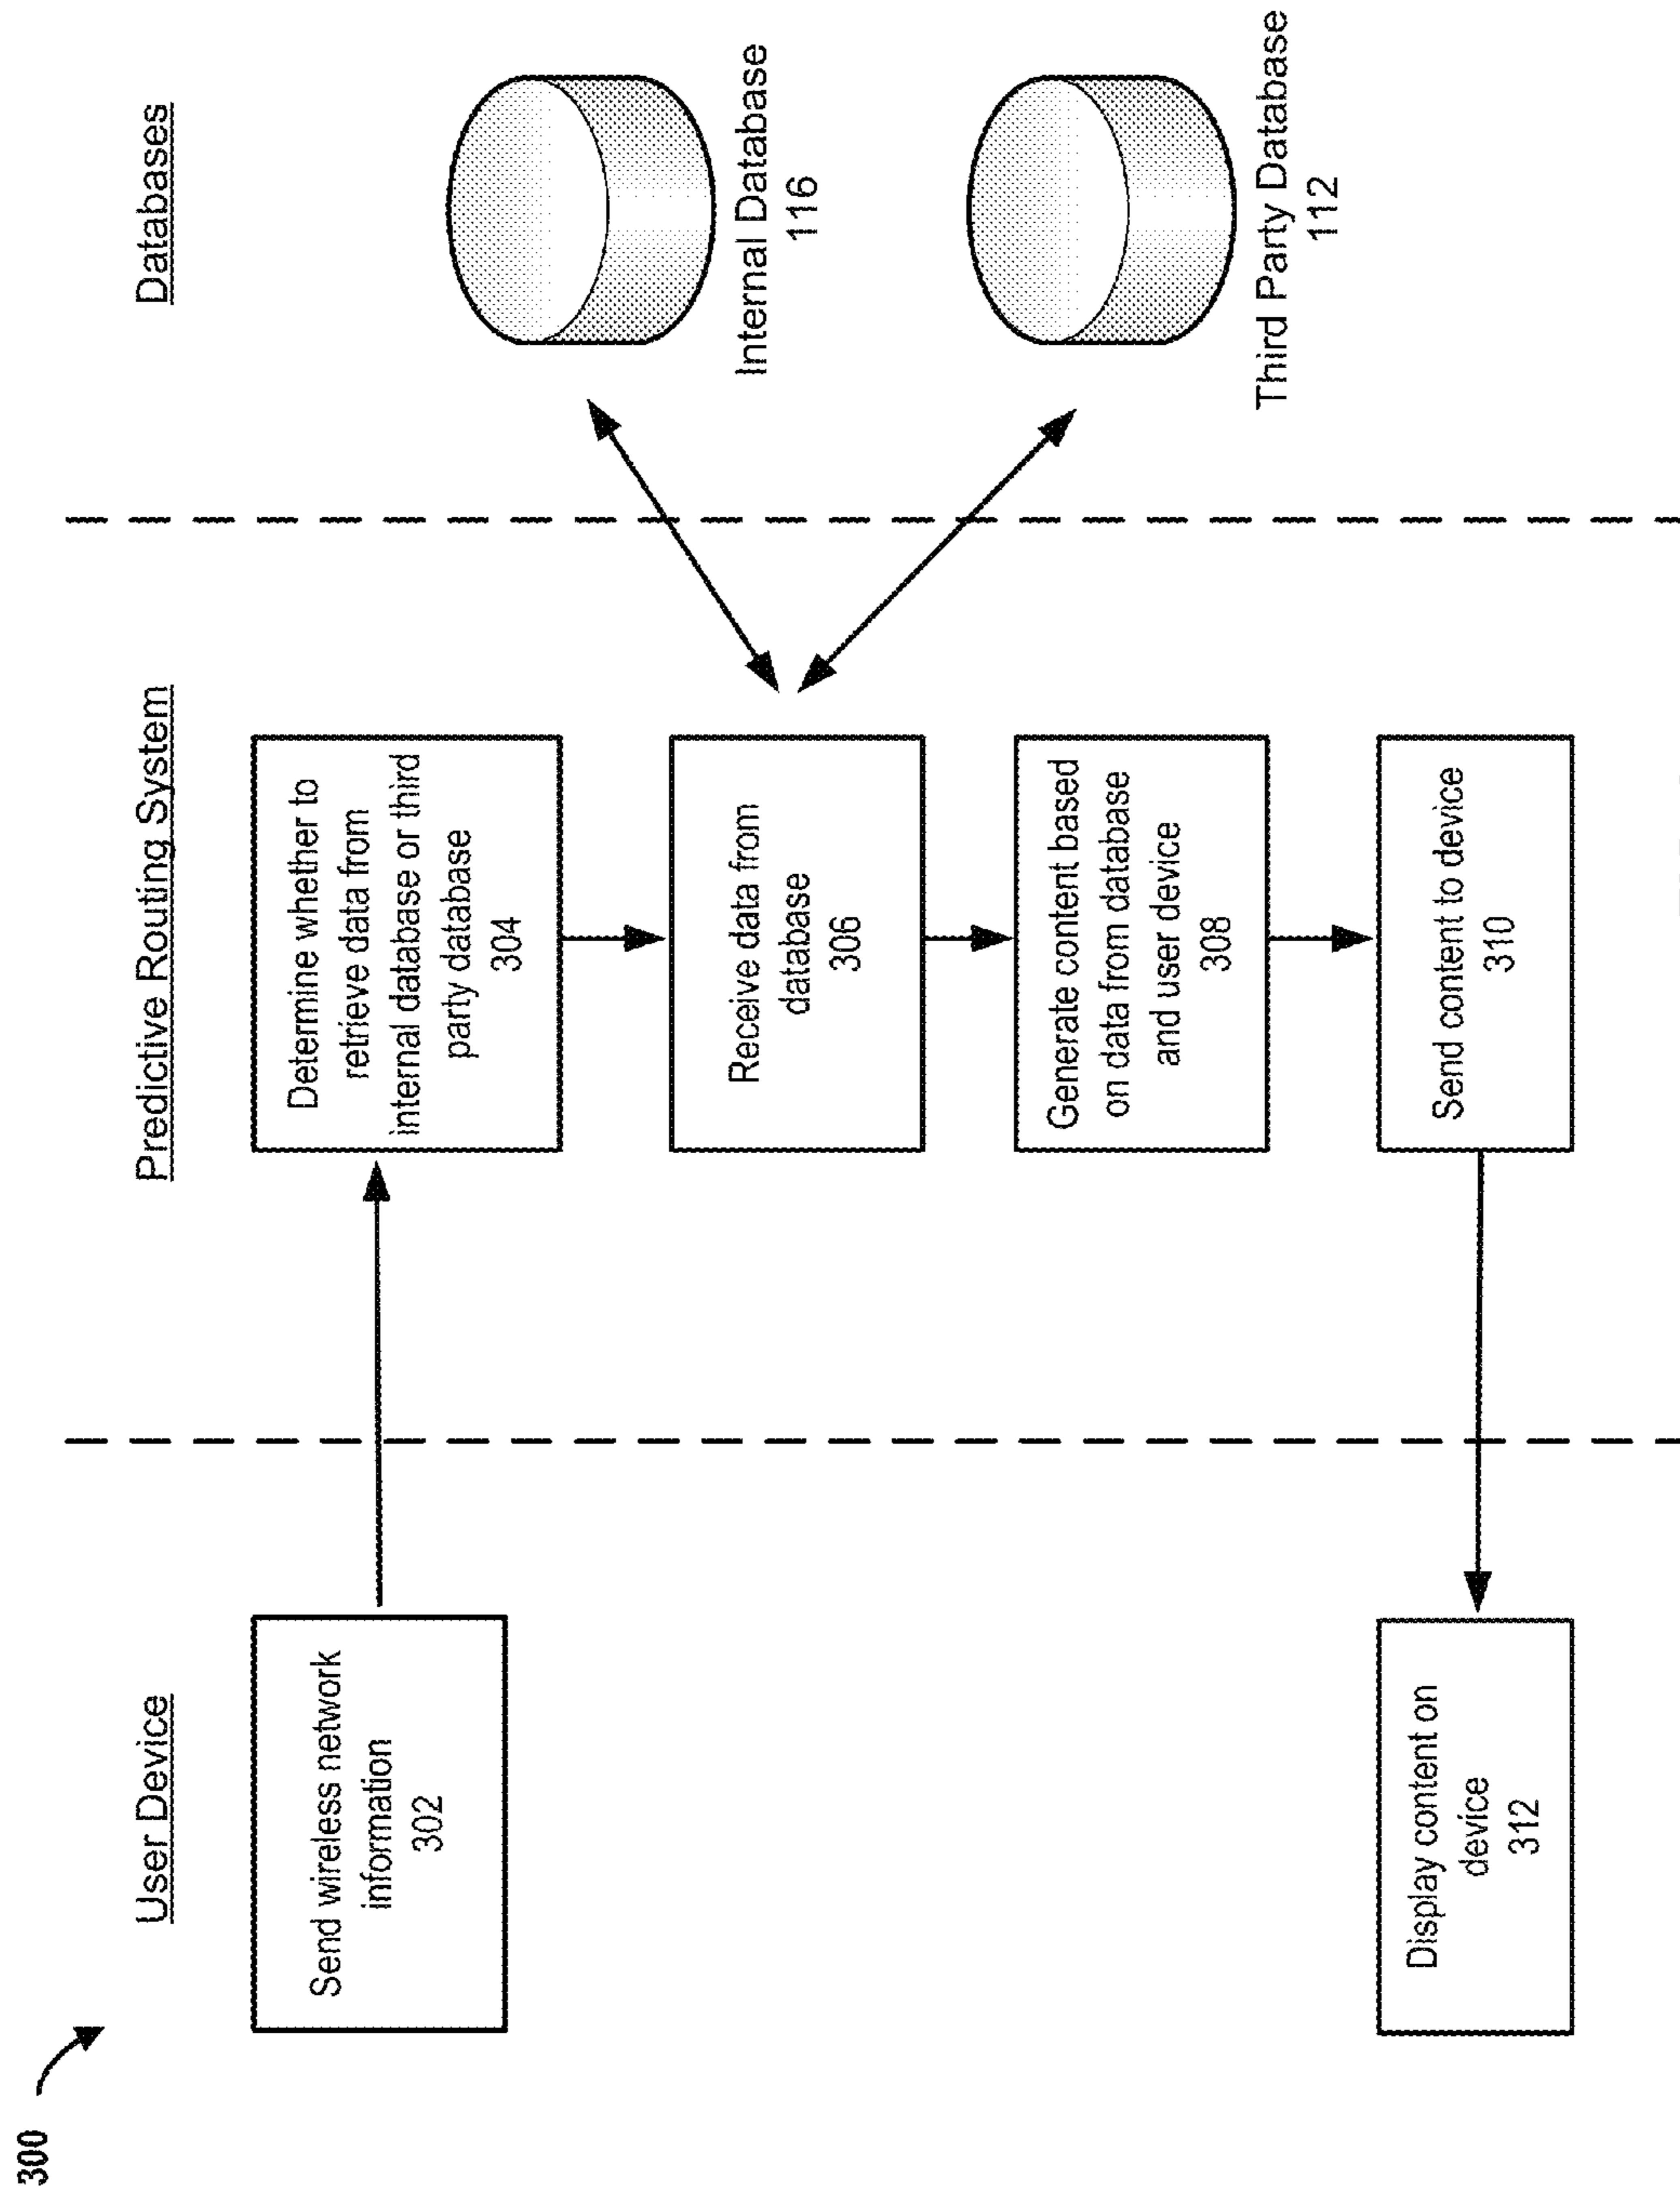 300
User Device
Predictive Routing System
Databases
Send wireless network
information
302
Determine whether to
retrieve data from
internal database or third
party database
304
Receive data from
database
306
Generate content based
on data from database
and user device
308
Send content to device
310
Display content on
device
312
Internal Database
116
Third Party Database
112